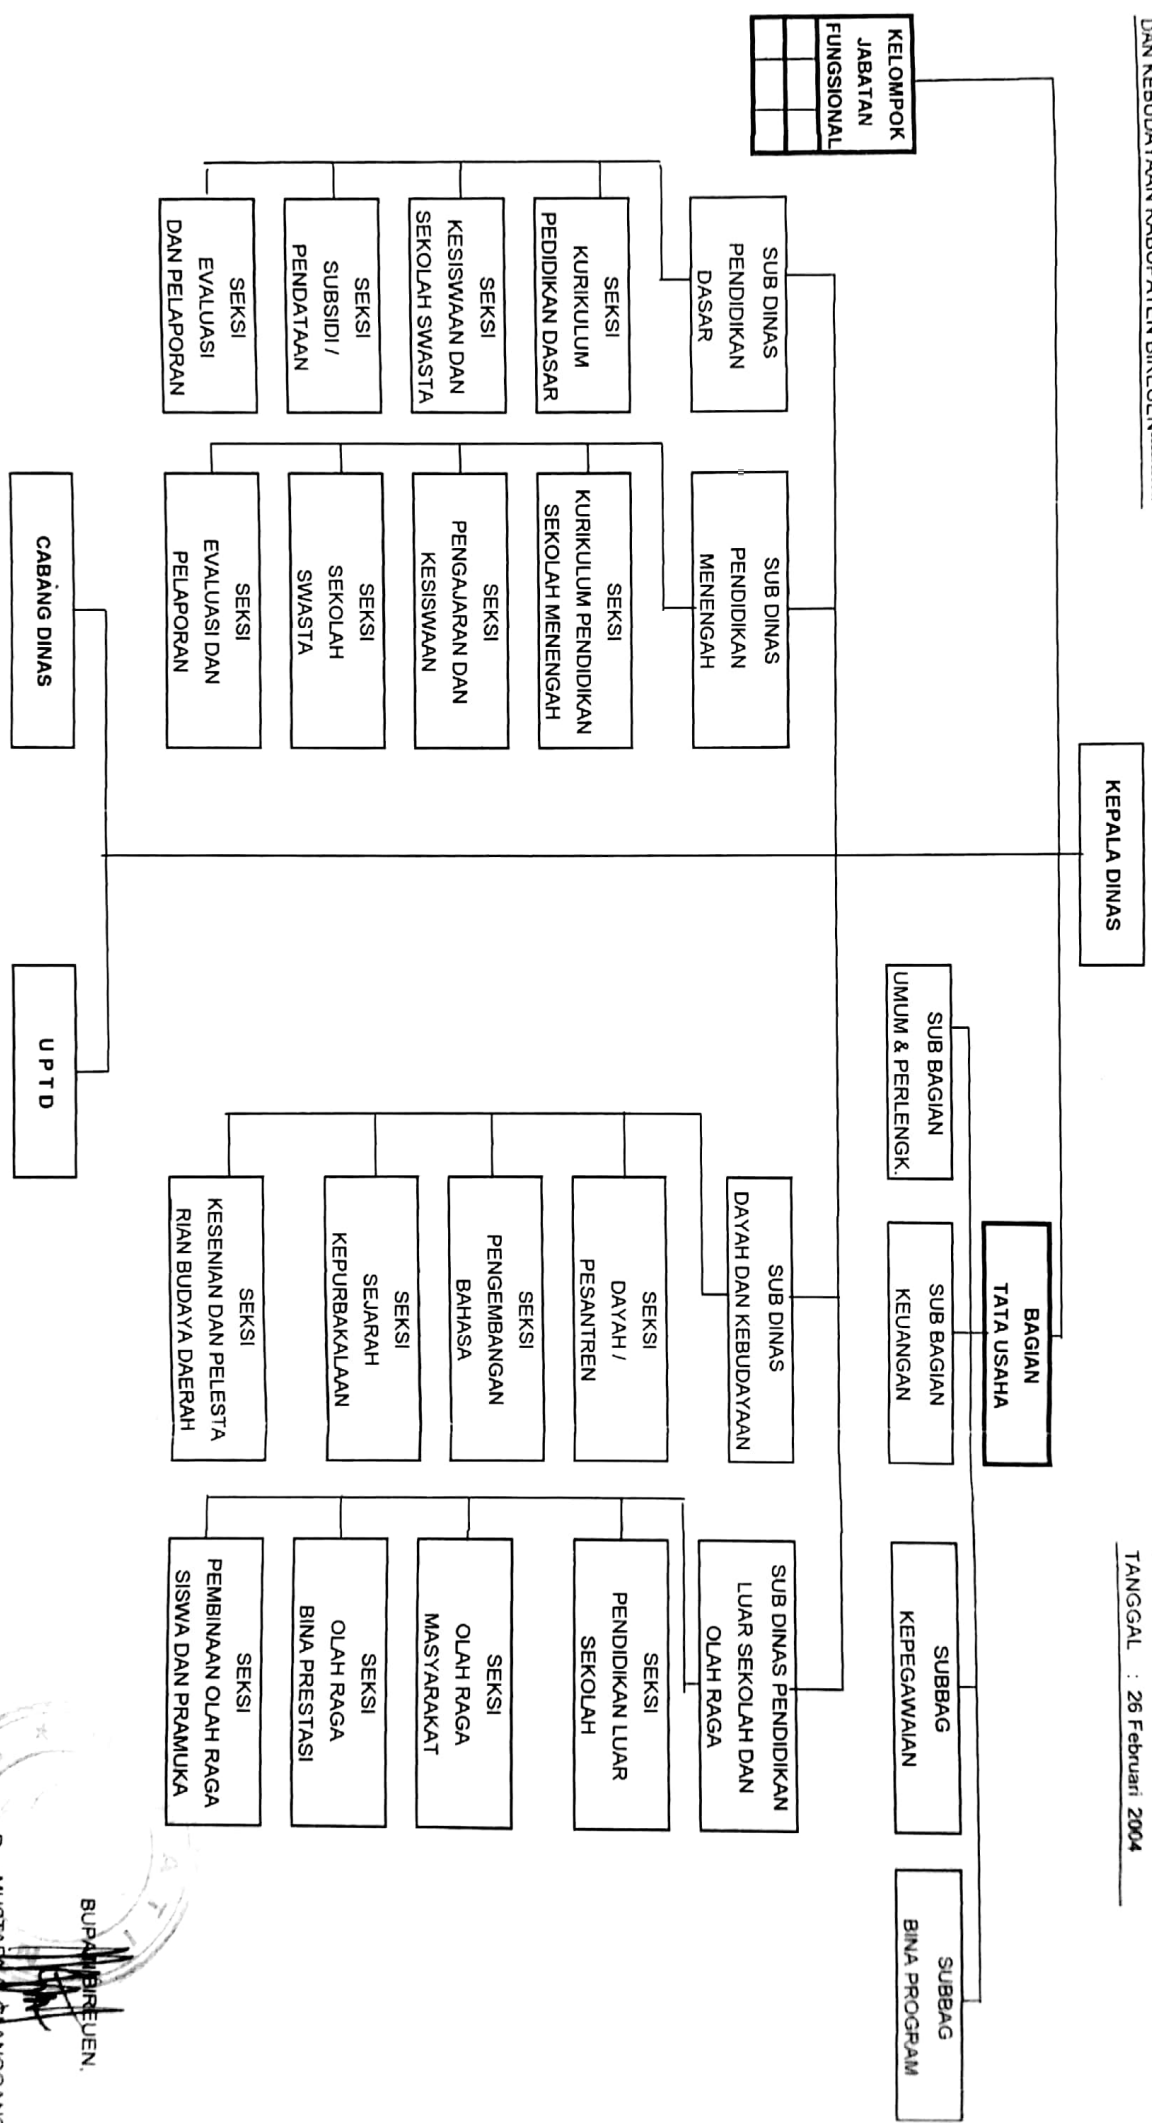 DAN KEBUDAYAAN KABUPATEN BIREUEN
TANGGAL : 26 Februari 2004
KEPALA DINAS
KELOMPOK
JABATAN
FUNGSIONAL
BAGIAN
TATA USAHA
SUB BAGIAN
UMUM & PERLENGK.
SUB BAGIAN
KEUANGAN
SUBBAG
KEPEGAWAIAN
SUBBAG
BINA PROGRAM
SUB DINAS
PENDIDIKAN
DASAR
SUB DINAS
PENDIDIKAN
MENENGAH
SUB DINAS
DAYAH DAN KEBUDAYAAN
SUB DINAS PENDIDIKAN
LUAR SEKOLAH DAN
OLAH RAGA
SEKSI
KURIKULUM
PEDIDIKAN DASAR
SEKSI
KURIKULUM PENDIDIKAN
SEKOLAH MENENGAH
SEKSI
DAYAH /
PESANTREN
SEKSI
PENDIDIKAN LUAR
SEKOLAH
SEKSI
KESISWAAN DAN
SEKOLAH SWASTA
SEKSI
PENGAJARAN DAN
KESISWAAN
SEKSI
PENGEMBANGAN
BAHASA
SEKSI
OLAH RAGA
MASYARAKAT
SEKSI
SUBSIDI /
PENDATAAN
SEKSI
SEKOLAH
SWASTA
SEKSI
SEJARAH
KEPURBAKALAAN
SEKSI
OLAH RAGA
BINA PRESTASI
SEKSI
EVALUASI
DAN PELAPORAN
SEKSI
EVALUASI DAN
PELAPORAN
SEKSI
KESENIAN DAN PELESTA
RIAN BUDAYA DAERAH
SEKSI
PEMBINAAN OLAH RAGA
SISWA DAN PRAMUKA
CABANG DINAS
U P T D
BUPATI BIREUEN,